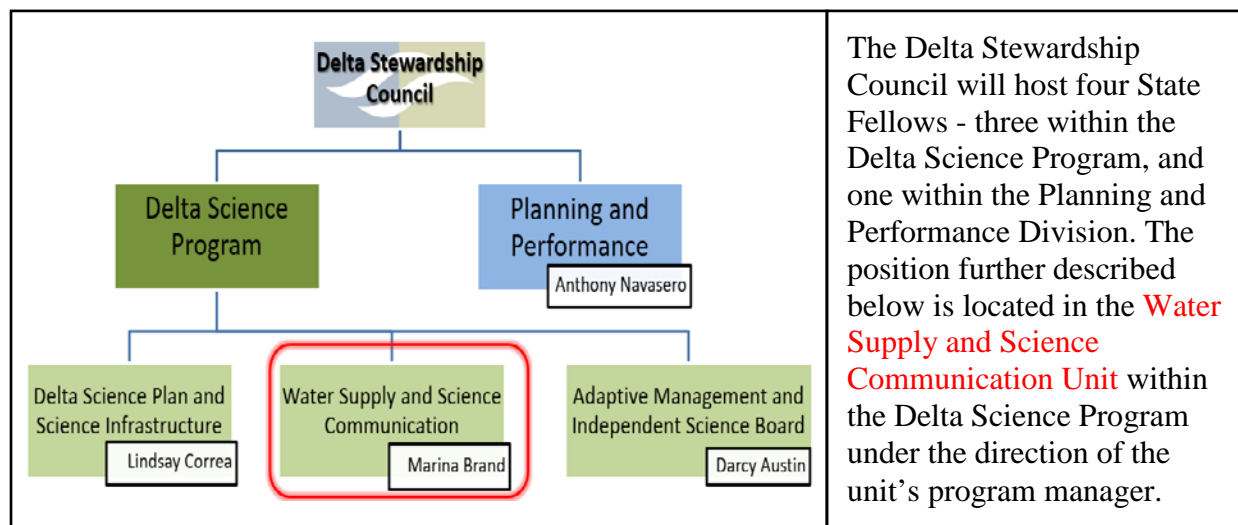 Delta Stewardship
Council
Delta Science
Program
Planning and
Performance
Anthony Navasero
Delta Science Plan and
Science Infrastructure
Lindsay Correa
Water Supply and Science
Communication
Marina Brand
Adaptive Management and
Independent Science Board
Darcy Austin
The Delta Stewardship
Council will host four State
Fellows - three within the
Delta Science Program, and
one within the Planning and
Performance Division. The
position further described
below is located in the Water
Supply and Science
Communication Unit within
the Delta Science Program
under the direction of the
unit’s program manager.